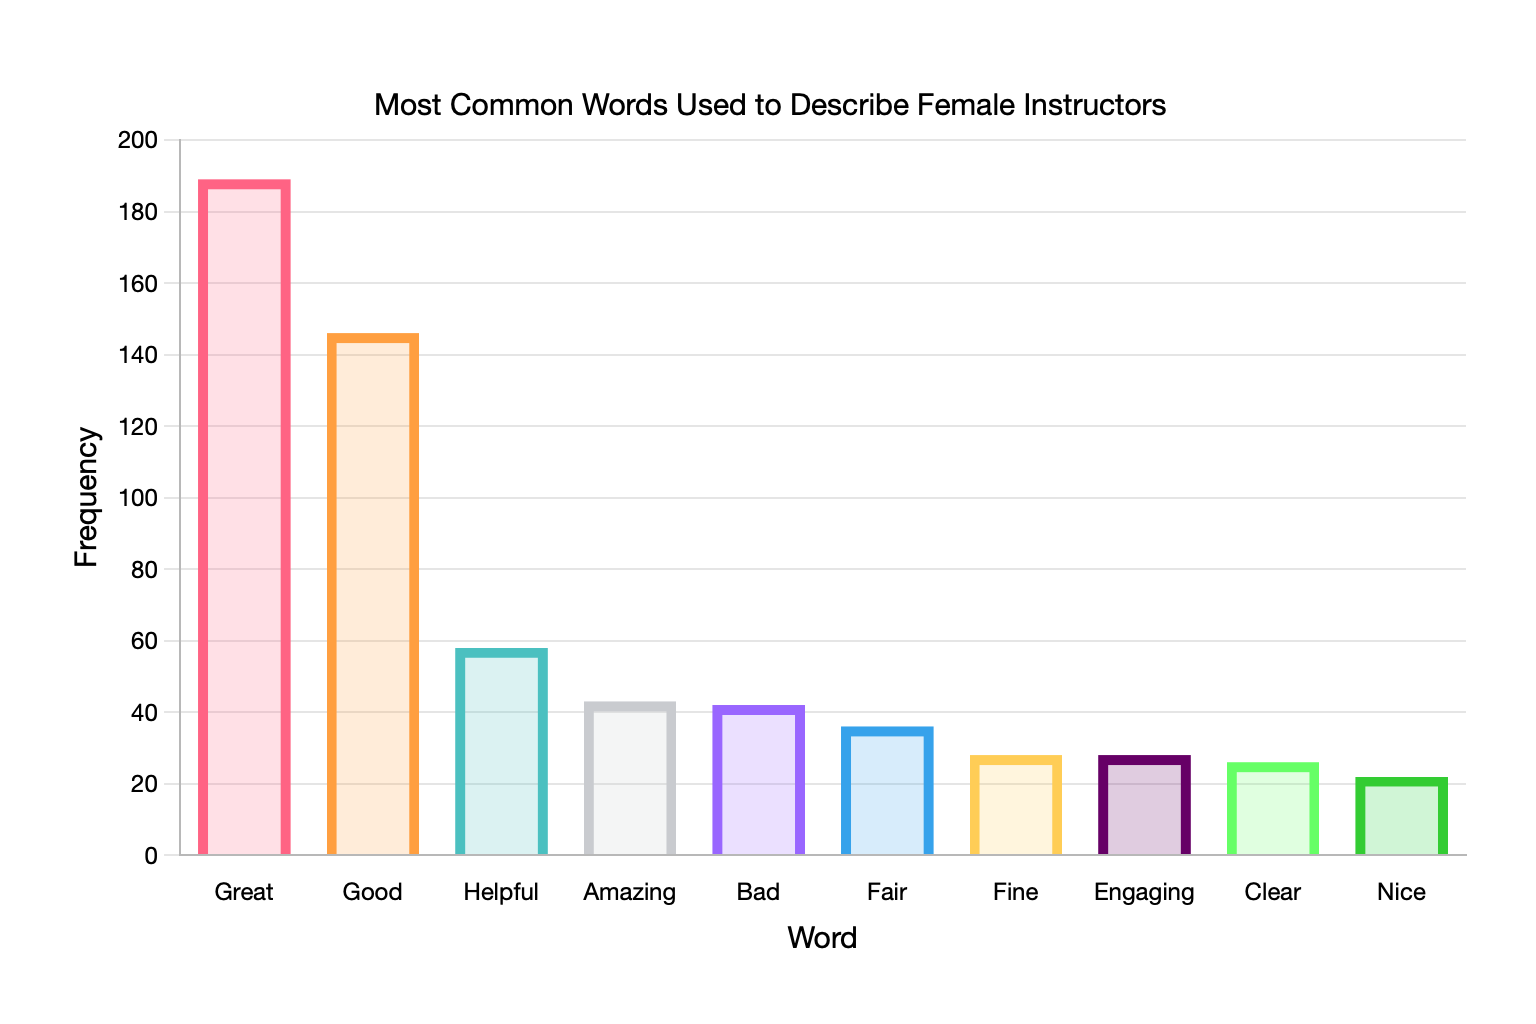 Most Common Words Used to Describe Female Instructors
200
180
160
140
120
100
80
60
40
20
0
Frequency
Great Good Helpful Amazing Bad Fair Fine Engaging Clear Nice
Word